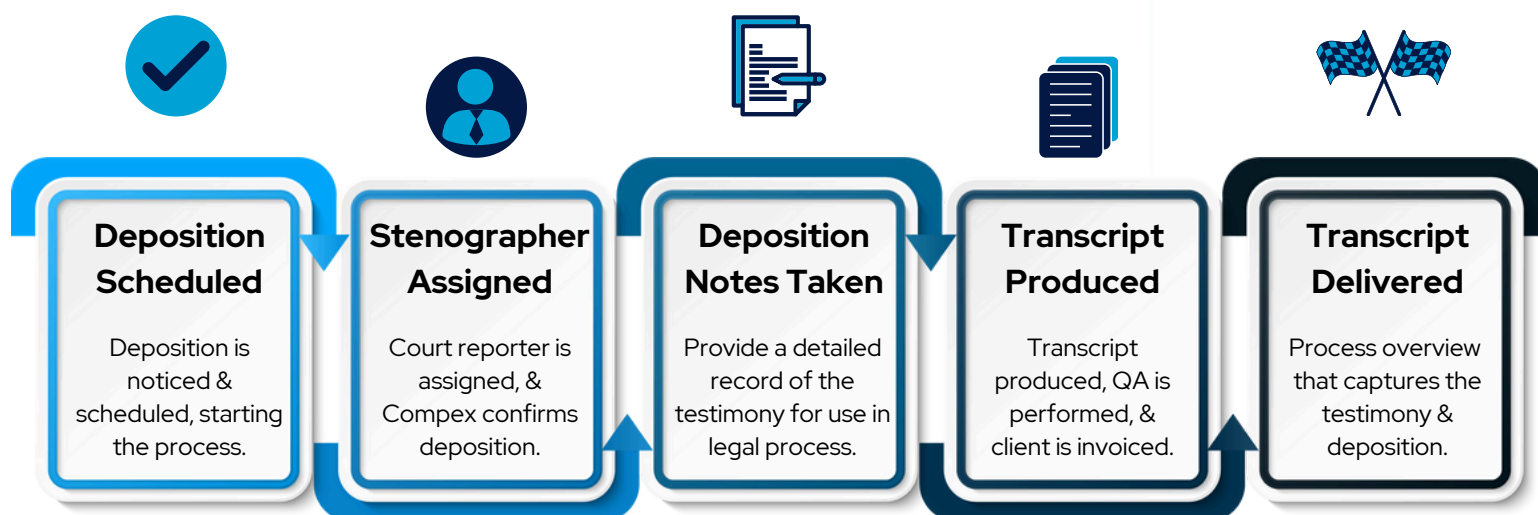 Deposition
Scheduled
Deposition is
noticed &
scheduled, starting
the process.
Stenographer
Assigned
Court reporter is
assigned, &
Compex confirms
deposition.
Deposition
Notes Taken
Provide a detailed
record of the
testimony for use in
legal process.
Transcript
Produced
Transcript
produced, QA is
performed, &
client is invoiced.
Transcript
Delivered
Process overview
that captures the
testimony &
deposition.